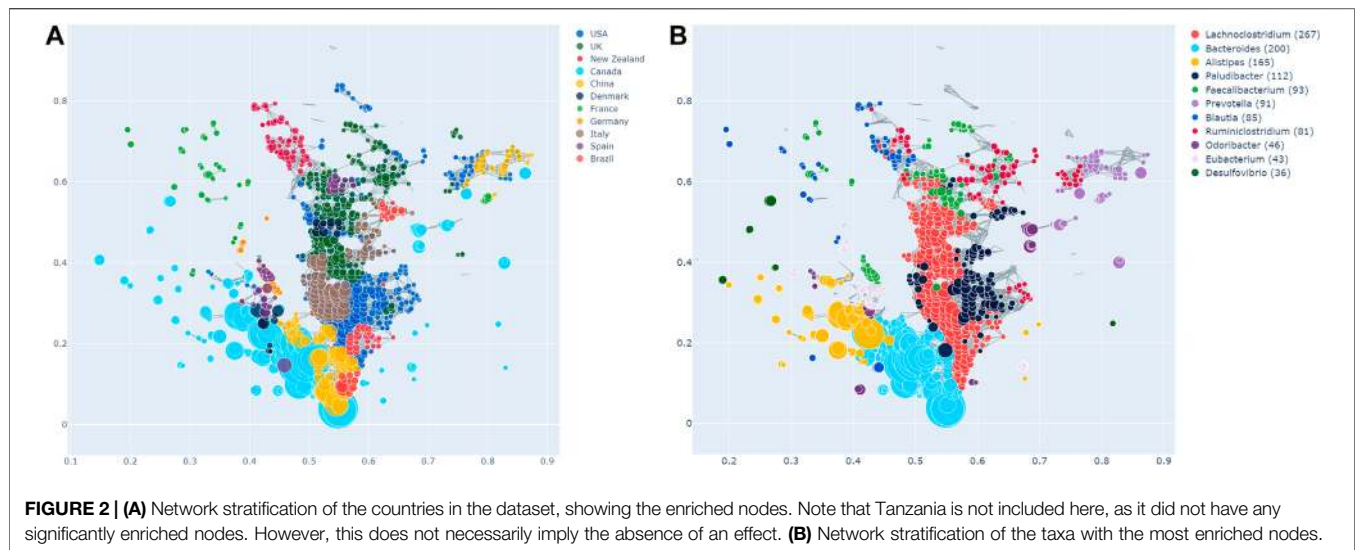 A
USA
UK
New Zealand
Canada
China
Denmark
France
Germany
Italy
Spain
Brazil
0.8
0.6
0.4
0.2
0
0.1 0.2 0.3 0.4 0.5 0.6 0.7 0.8 0.9
B
Lachnoclostridium (267)
Bacteroides (200)
Alistipes (165)
Paludibacter (112)
Faecalibacterium (93)
Prevotella (91)
Blautia (85)
Ruminiclostridium (81)
Odoribacter (46)
Eubacterium (43)
Desulfovibrio (36)
0.8
0.6
0.4
0.2
0
0.2 0.3 0.4 0.5 0.6 0.7 0.8 0.9
FIGURE 2 | (A) Network stratification of the countries in the dataset, showing the enriched nodes. Note that Tanzania is not included here, as it did not have any
significantly enriched nodes. However, this does not necessarily imply the absence of an effect. (B) Network stratification of the taxa with the most enriched nodes.